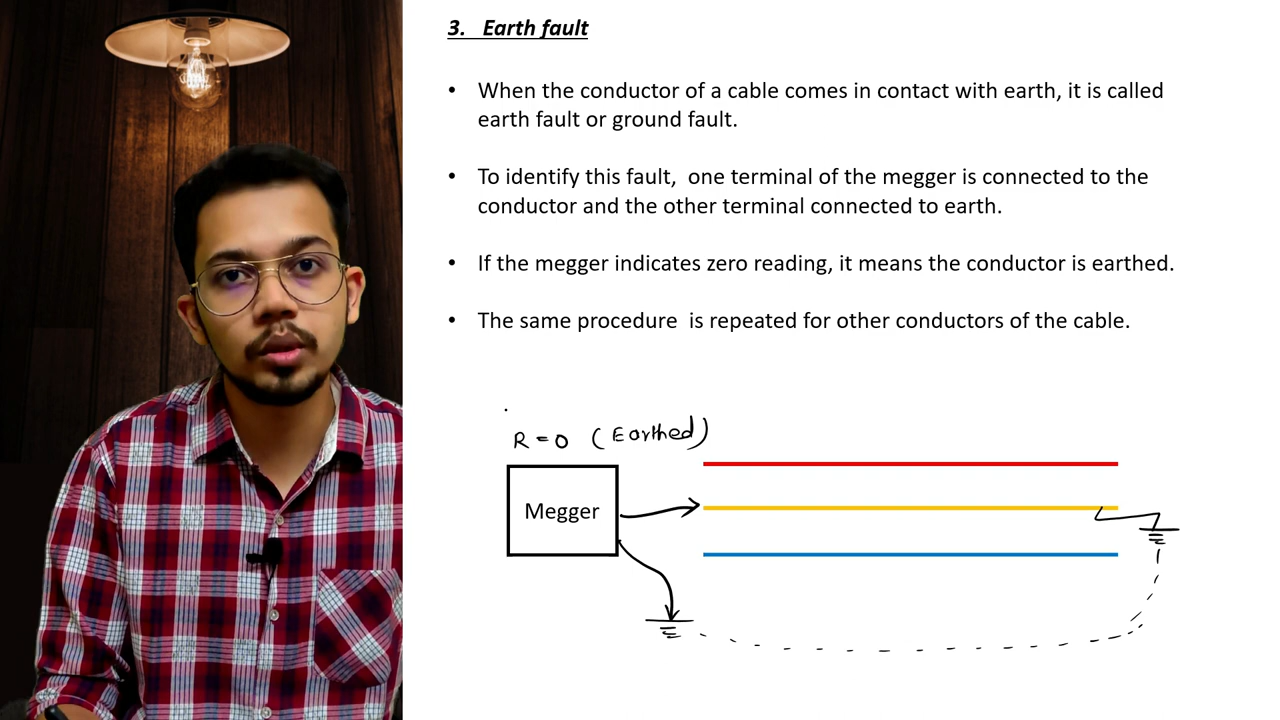 3. Earth fault
• When the conductor of a cable comes in contact with earth, it is called
earth fault or ground fault.
• To identify this fault, one terminal of the megger is connected to the
conductor and the other terminal connected to earth.
• If the megger indicates zero reading, it means the conductor is earthed.
• The same procedure is repeated for other conductors of the cable.
R = 0 (Earthed)
Megger